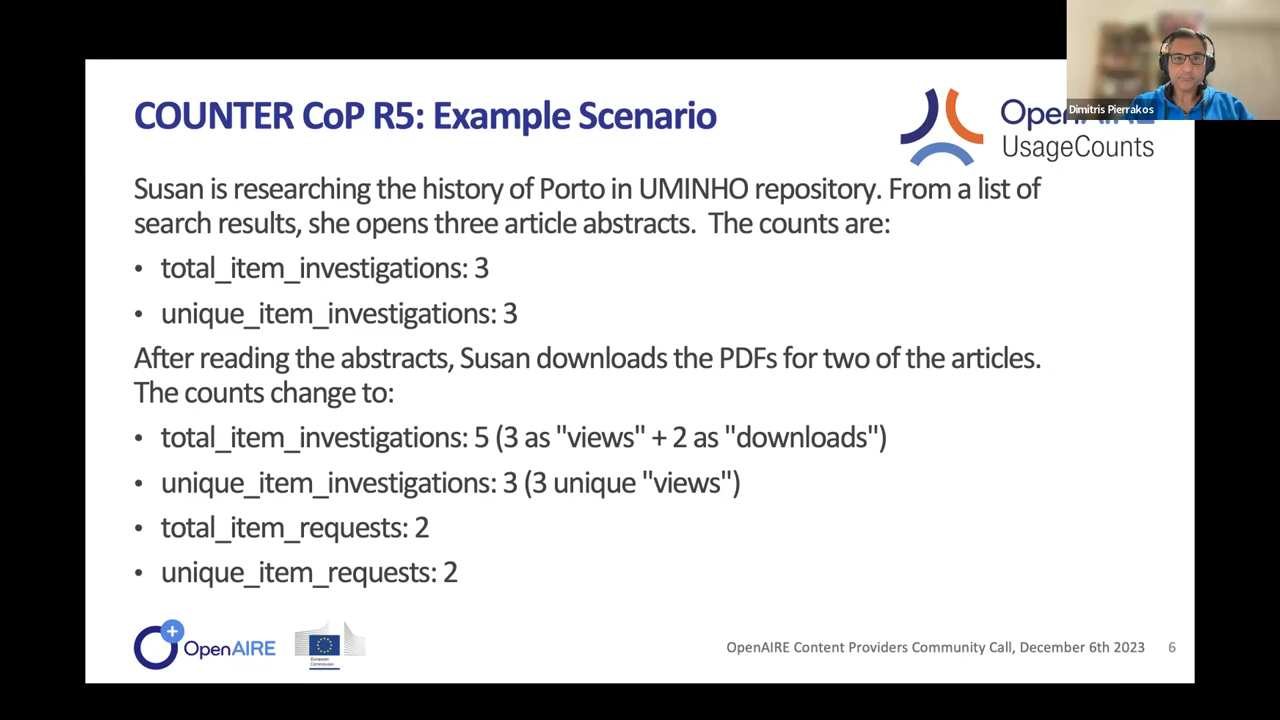 COUNTER CoP R5: Example Scenario
Dimitris Pierrakos
OpenAIRE
UsageCounts
Susan is researching the history of Porto in UMINHO repository. From a list of
search results, she opens three article abstracts.  The counts are:
• total_item_investigations: 3
• unique_item_investigations: 3
After reading the abstracts, Susan downloads the PDFs for two of the articles.
The counts change to:
• total_item_investigations: 5 (3 as "views" + 2 as "downloads")
• unique_item_investigations: 3 (3 unique "views")
• total_item_requests: 2
• unique_item_requests: 2
OpenAIRE
European
Commission
OpenAIRE Content Providers Community Call, December 6th 2023 6